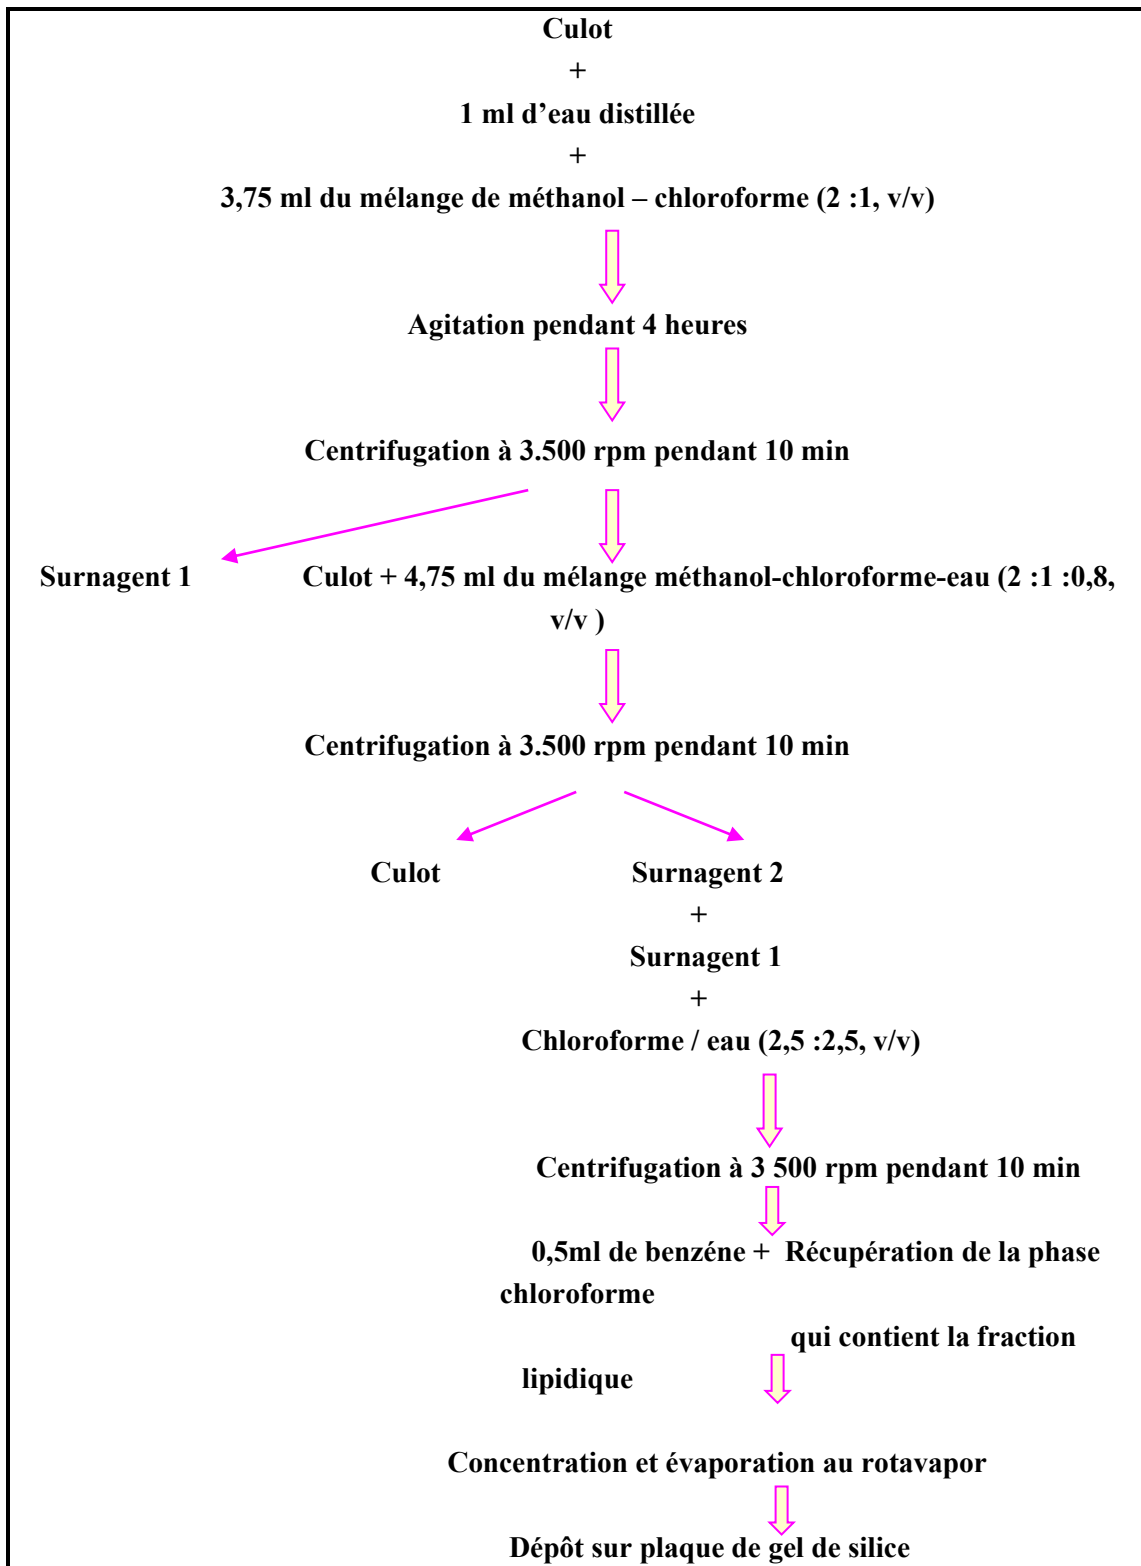 Culot
+
1 ml d’eau distillée
+
3,75 ml du mélange de méthanol – chloroforme (2 :1, v/v)
Agitation pendant 4 heures
Centrifugation à 3.500 rpm pendant 10 min
Surnagent 1
Culot + 4,75 ml du mélange méthanol-chloroforme-eau (2 :1 :0,8,
v/v )
Centrifugation à 3.500 rpm pendant 10 min
Culot
Surnagent 2
+
Surnagent 1
+
Chloroforme / eau (2,5 :2,5, v/v)
Centrifugation à 3 500 rpm pendant 10 min
0,5ml de benzéne + Récupération de la phase
chloroforme
qui contient la fraction
lipidique
Concentration et évaporation au rotavapor
Dépôt sur plaque de gel de silice